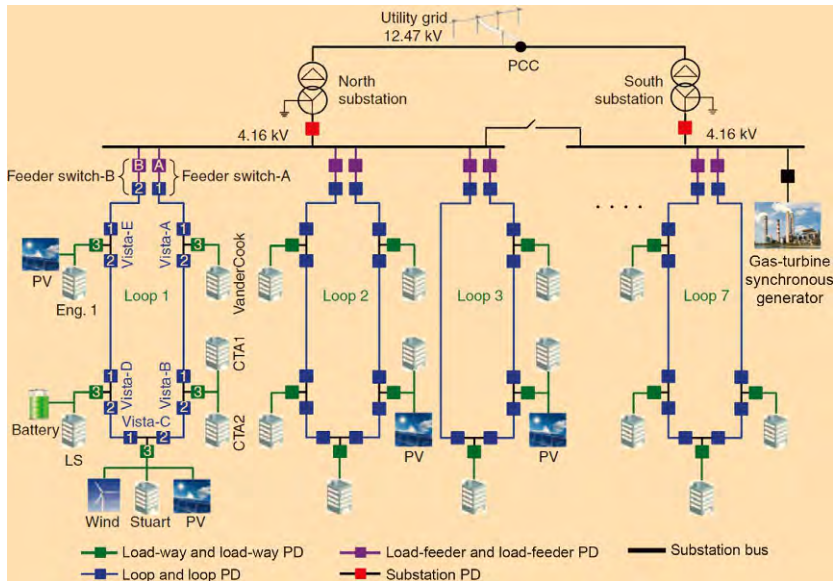 Utility grid
12.47 kV
PCC
North
substation
South
substation
4.16 kV
4.16 kV
Feeder switch-B
B
A
Feeder switch-A
2
1
1
Vista-E
3
2
PV
Eng. 1
1
Vista-A
3
2
VanderCook
Loop 1
Loop 2
Loop 3
Loop 7
. . . .
Gas-turbine
synchronous
generator
1
Vista-D
3
2
Battery
LS
1
Vista-B
3
2
CTA1
CTA2
Vista-C
1
2
3
Wind
Stuart
PV
PV
PV
Load-way and load-way PD
Load-feeder and load-feeder PD
Substation bus
Loop and loop PD
Substation PD